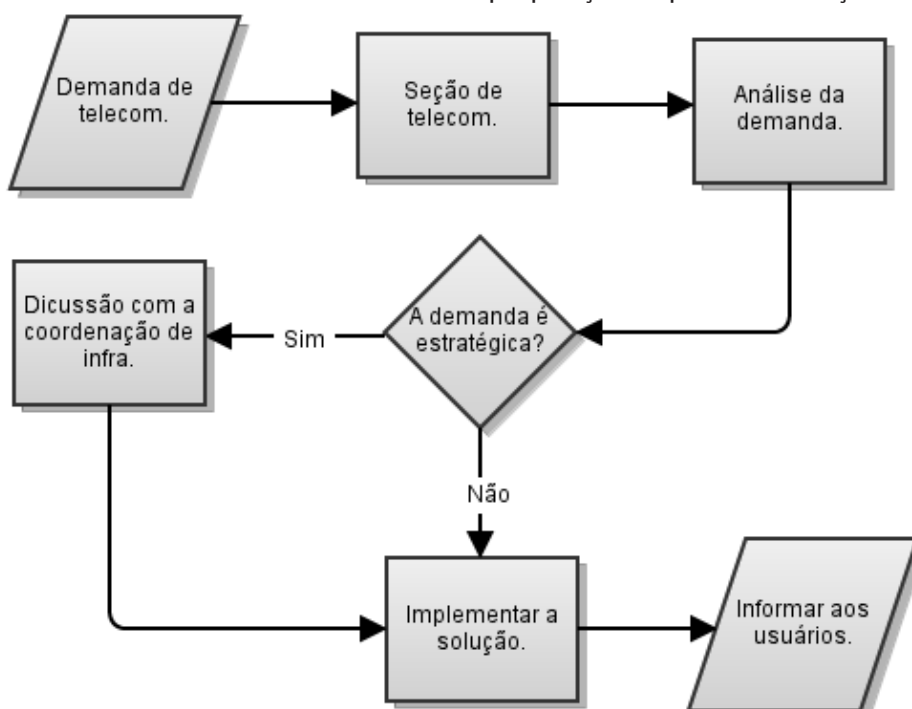 Demanda de
telecom.
Seção de
telecom.
Análise da
demanda.
A demanda é
estratégica?
Sim
Dicussão com a
coordenação de
infra.
Não
Implementar a
solução.
Informar aos
usuários.